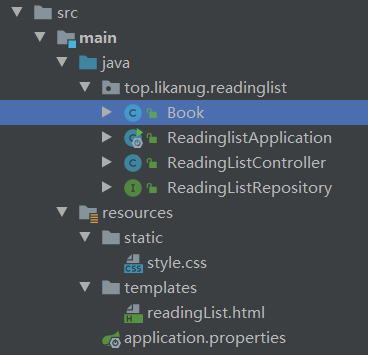 src
main
java
top.likanug.readinglist
Book
ReadinglistApplication
ReadingListController
ReadingListRepository
resources
static
style.css
templates
readingList.html
application.properties